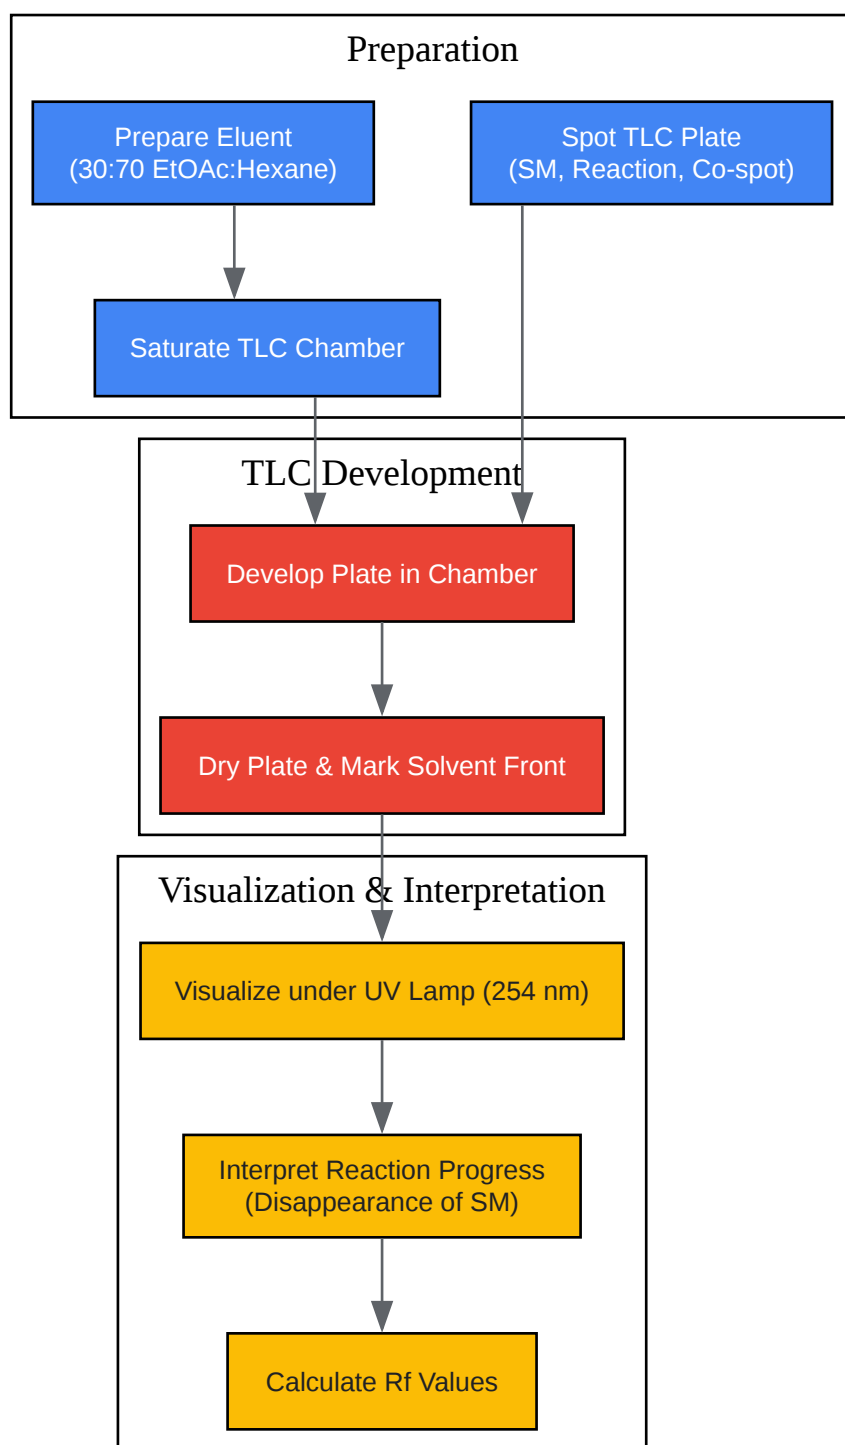 Preparation
Prepare Eluent
(30:70 EtOAc:Hexane)
Spot TLC Plate
(SM, Reaction, Co-spot)
Saturate TLC Chamber
TLC Development
Develop Plate in Chamber
Dry Plate & Mark Solvent Front
Visualization & Interpretation
Visualize under UV Lamp (254 nm)
Interpret Reaction Progress
(Disappearance of SM)
Calculate Rf Values